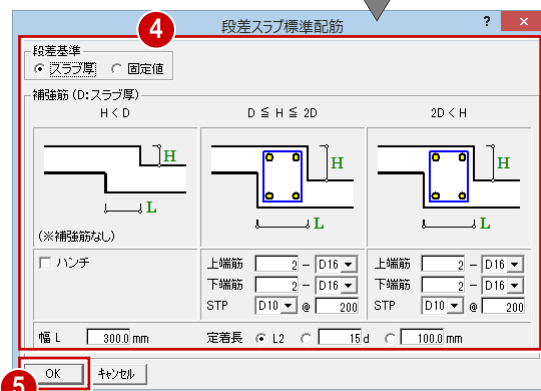 4
段差スラブ標準配筋 ? ×
段差基準
スラブ厚 固定値
補強筋 (D:スラブ厚)
H < D D ≦ H ≦ 2D 2D < H
H H H
L L L
(※補強筋なし)
ハンチ
上端筋 2 - D16 上端筋 2 - D16
下端筋 2 - D16 下端筋 2 - D16
STP D10 @ 200 STP D10 @ 200
幅 L 300.0 mm 定着長 L2 15 d 100.0 mm
OK キャンセル
5